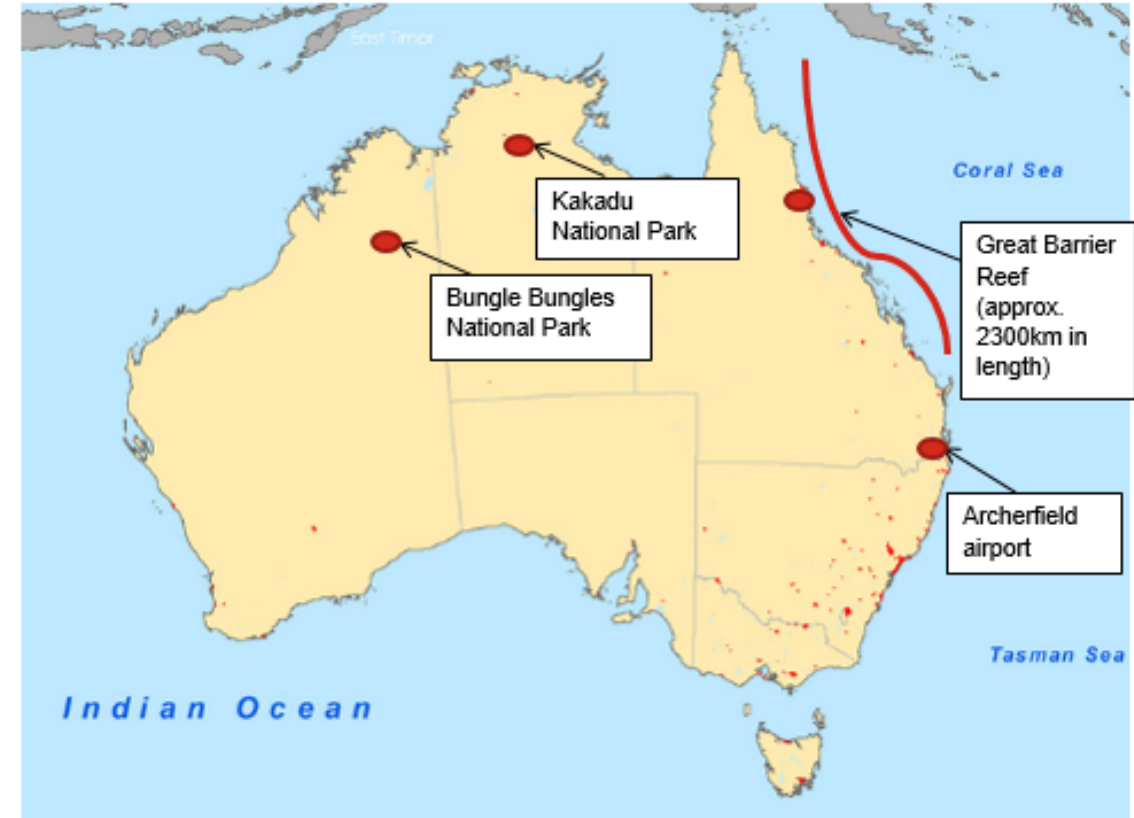 East Timor
Coral Sea
Kakadu
National Park
Great Barrier
Reef
(approx.
2300km in
length)
Bungle Bungles
National Park
Archerfield
airport
Tasman Sea
Indian Ocean